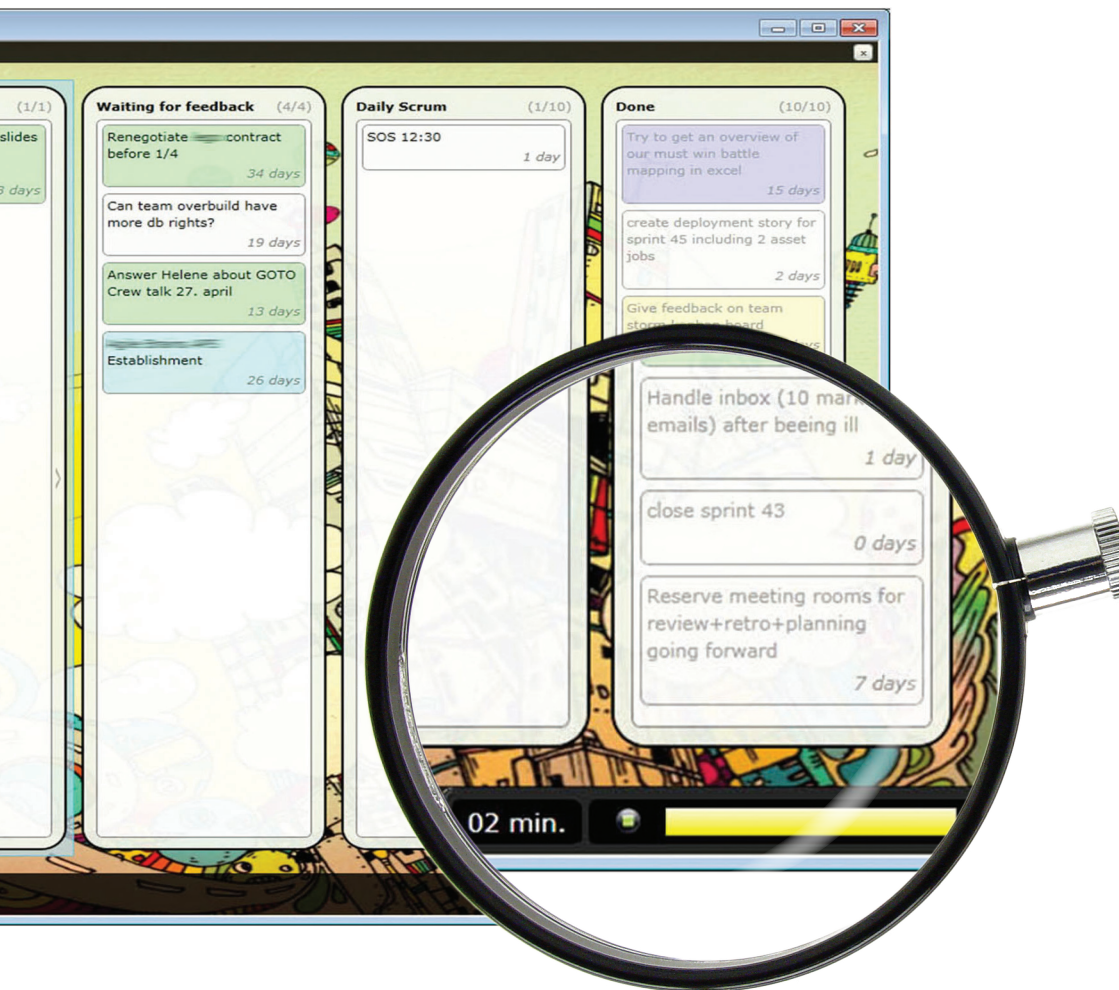 (1/1)
slides
days
Waiting for feedback (4/4)
Renegotiate contract
before 1/4
34 days
Can team overbuild have
more db rights?
19 days
Answer Helene about GOTO
Crew talk 27. april
13 days
Establishment
26 days
Daily Scrum (1/10)
SOS 12:30
1 day
Done (10/10)
Try to get an overview of
our must win battle
mapping in excel
15 days
create deployment story for
sprint 45 including 2 asset
jobs
2 days
Give feedback on team
storm kanban board
Handle inbox (10
emails) after beeing ill
1 day
close sprint 43
0 days
Reserve meeting rooms for
review+retro+planning
going forward
7 days
02 min.